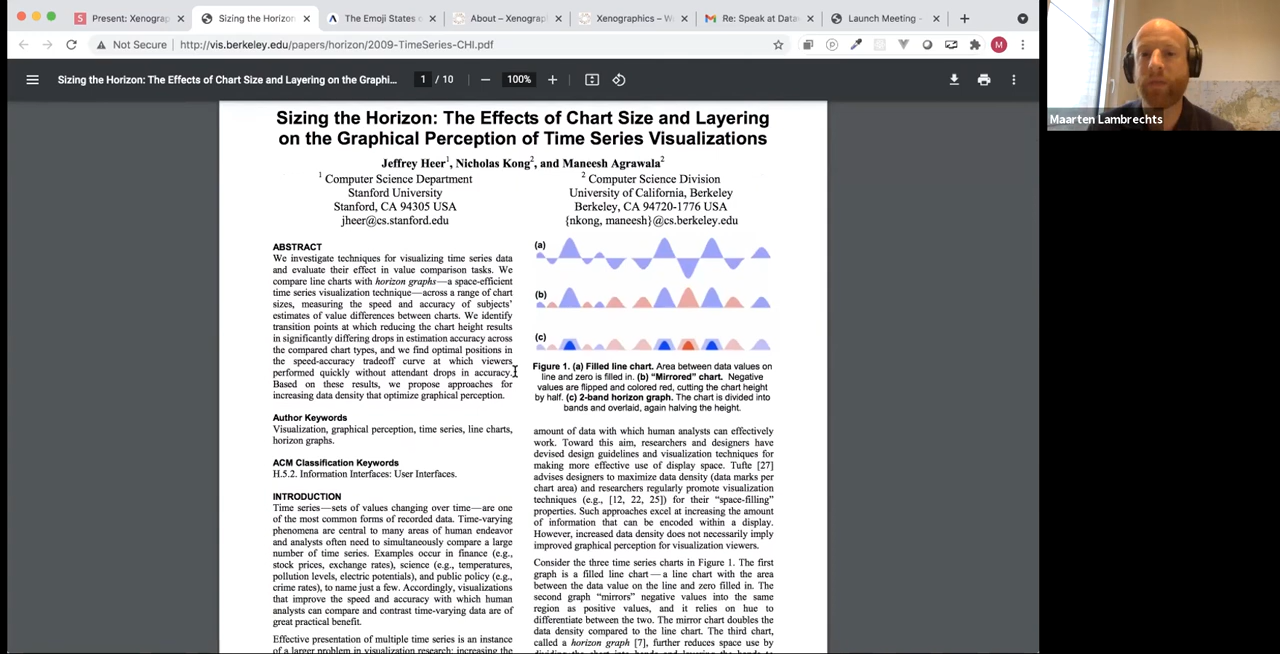 Present: Xenograp
Sizing the Horizon:
The Emoji States o
About – Xenograp
Xenographics – W
Re: Speak at Data
Launch Meeting –
Not Secure
http://vis.berkeley.edu/papers/horizon/2009-TimeSeries-CHI.pdf
M
Sizing the Horizon: The Effects of Chart Size and Layering on the Graphi...
1 / 10
100%
Maarten Lambrechts
Sizing the Horizon: The Effects of Chart Size and Layering
on the Graphical Perception of Time Series Visualizations
Jeffrey Heer1, Nicholas Kong2, and Maneesh Agrawala2
1 Computer Science Department
Stanford University
Stanford, CA 94305 USA
jheer@cs.stanford.edu
2 Computer Science Division
University of California, Berkeley
Berkeley, CA 94720-1776 USA
{nkong, maneesh}@cs.berkeley.edu
ABSTRACT
We investigate techniques for visualizing time series data
and evaluate their effect in value comparison tasks. We
compare line charts with horizon graphs—a space-efficient
time series visualization technique—across a range of chart
sizes, measuring the speed and accuracy of subjects'
estimates of value differences between charts. We identify
transition points at which reducing the chart height results
in significantly differing drops in estimation accuracy across
the compared chart types, and we find optimal positions in
the speed-accuracy tradeoff curve at which viewers
performed quickly without attendant drops in accuracy.
Based on these results, we propose approaches for
increasing data density that optimize graphical perception.
Author Keywords
Visualization, graphical perception, time series, line charts,
horizon graphs.
ACM Classification Keywords
H.5.2. Information Interfaces: User Interfaces.
INTRODUCTION
Time series—sets of values changing over time—are one
of the most common forms of recorded data. Time-varying
phenomena are central to many areas of human endeavor
and analysts often need to simultaneously compare a large
number of time series. Examples occur in finance (e.g.,
stock prices, exchange rates), science (e.g., temperatures,
pollution levels, electric potentials), and public policy (e.g.,
crime rates), to name just a few. Accordingly, visualizations
that improve the speed and accuracy with which human
analysts can compare and contrast time-varying data are of
great practical benefit.
Effective presentation of multiple time series is an instance
of a larger problem in visualization research: increasing the
(a)
(b)
(c)
Figure 1. (a) Filled line chart. Area between data values on
line and zero is filled in. (b) “Mirrored” chart. Negative
values are flipped and colored red, cutting the chart height
by half. (c) 2-band horizon graph. The chart is divided into
bands and overlaid, again halving the height.
amount of data with which human analysts can effectively
work. Toward this aim, researchers and designers have
devised design guidelines and visualization techniques for
making more effective use of display space. Tufte [27]
advises designers to maximize data density (data marks per
chart area) and researchers regularly promote visualization
techniques (e.g., [12, 22, 25]) for their “space-filling”
properties. Such approaches excel at increasing the amount
of information that can be encoded within a display.
However, increased data density does not necessarily imply
improved graphical perception for visualization viewers.
Consider the three time series charts in Figure 1. The first
graph is a filled line chart — a line chart with the area
between the data value on the line and zero filled in. The
second graph “mirrors” negative values into the same
region as positive values, and it relies on hue to
differentiate between the two. The mirror chart doubles the
data density compared to the line chart. The third chart,
called a horizon graph [7], further reduces space use by
dividing the chart into bands and layering the bands to